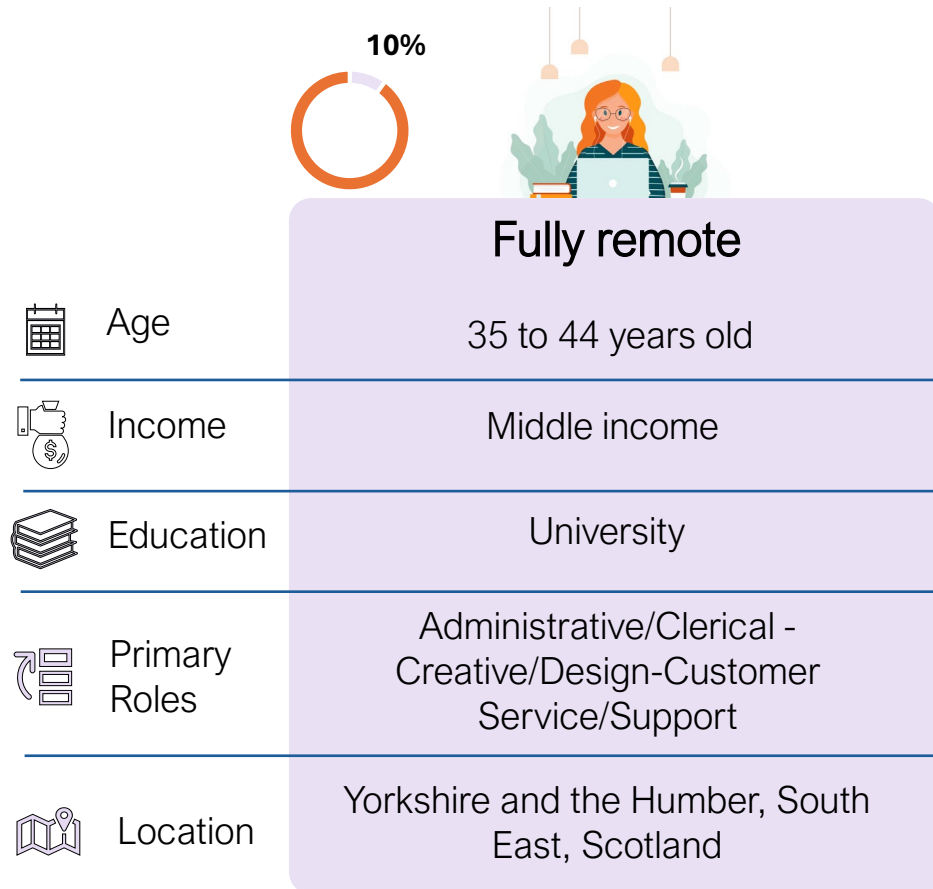 10%
Fully remote
Age
35 to 44 years old
Income
Middle income
Education
University
Primary
Roles
Administrative/Clerical -
Creative/Design-Customer
Service/Support
Location
Yorkshire and the Humber, South
East, Scotland